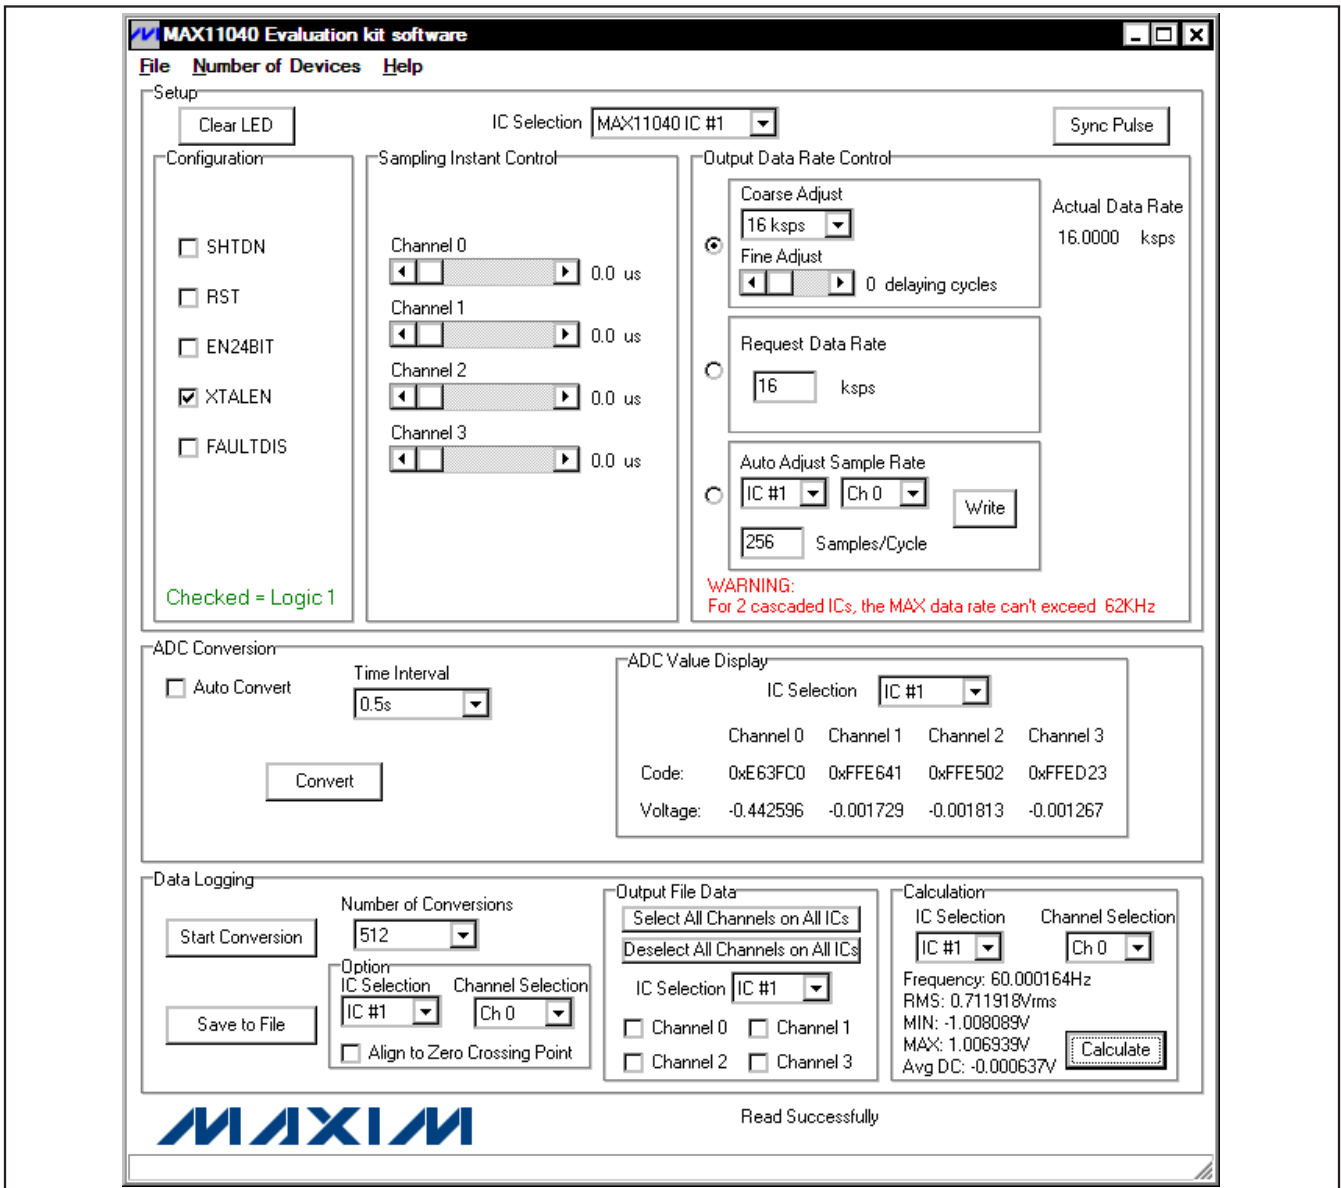 MAX11040 Evaluation kit software
File Number of Devices Help
Setup
Clear LED
IC Selection MAX11040 IC #1
Sync Pulse
Configuration
SHTDN
RST
EN24BIT
XTALEN
FAULTDIS
Checked = Logic 1
Sampling Instant Control
Channel 0
0.0 us
Channel 1
0.0 us
Channel 2
0.0 us
Channel 3
0.0 us
Output Data Rate Control
Coarse Adjust
16 ksps
Fine Adjust
0 delaying cycles
Actual Data Rate
16.0000 ksps
Request Data Rate
16 ksps
Auto Adjust Sample Rate
IC #1 Ch 0
Write
256 Samples/Cycle
WARNING:
For 2 cascaded ICs, the MAX data rate can't exceed 62KHz
ADC Conversion
Auto Convert
Time Interval
0.5s
Convert
ADC Value Display
IC Selection IC #1
Channel 0 Channel 1 Channel 2 Channel 3
Code: 0xE63FC0 0xFFE641 0xFFE502 0xFFED23
Voltage: -0.442596 -0.001729 -0.001813 -0.001267
Data Logging
Start Conversion
Save to File
Number of Conversions
512
Option
IC Selection Channel Selection
IC #1 Ch 0
Align to Zero Crossing Point
Output File Data
Select All Channels on All ICs
Deselect All Channels on All ICs
IC Selection IC #1
Channel 0 Channel 1
Channel 2 Channel 3
Calculation
IC Selection Channel Selection
IC #1 Ch 0
Frequency: 60.000164Hz
RMS: 0.711918Vrms
MIN: -1.008089V
MAX: 1.006939V
Avg DC: -0.000637V
Calculate
MAXIM
Read Successfully